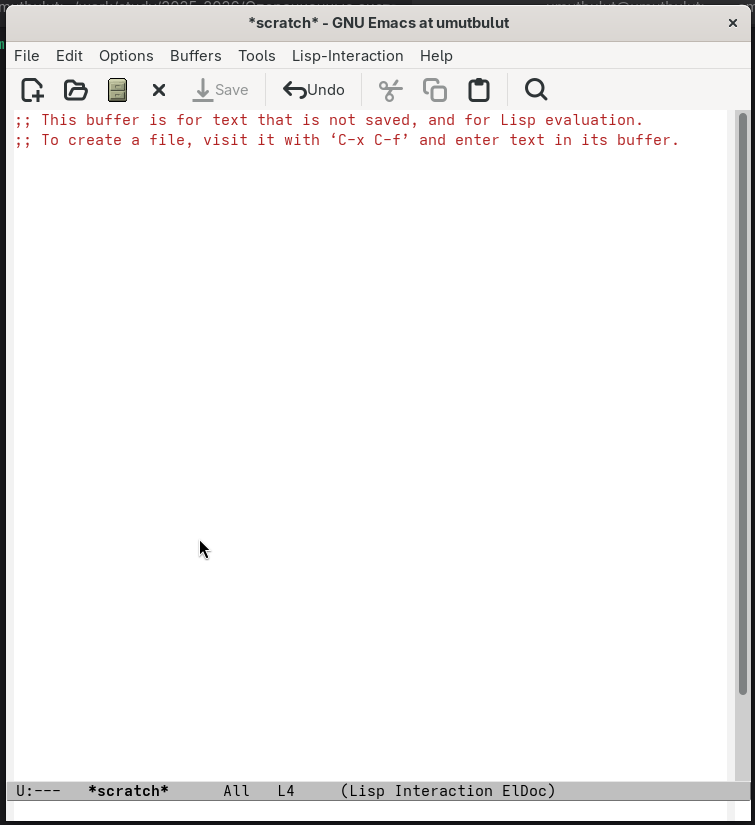 *scratch* - GNU Emacs at umutbulut
File Edit Options Buffers Tools Lisp-Interaction Help
Save Undo
;; This buffer is for text that is not saved, and for Lisp evaluation.
;; To create a file, visit it with ‘C-x C-f’ and enter text in its buffer.
U:--- *scratch* All L4 (Lisp Interaction ElDoc)